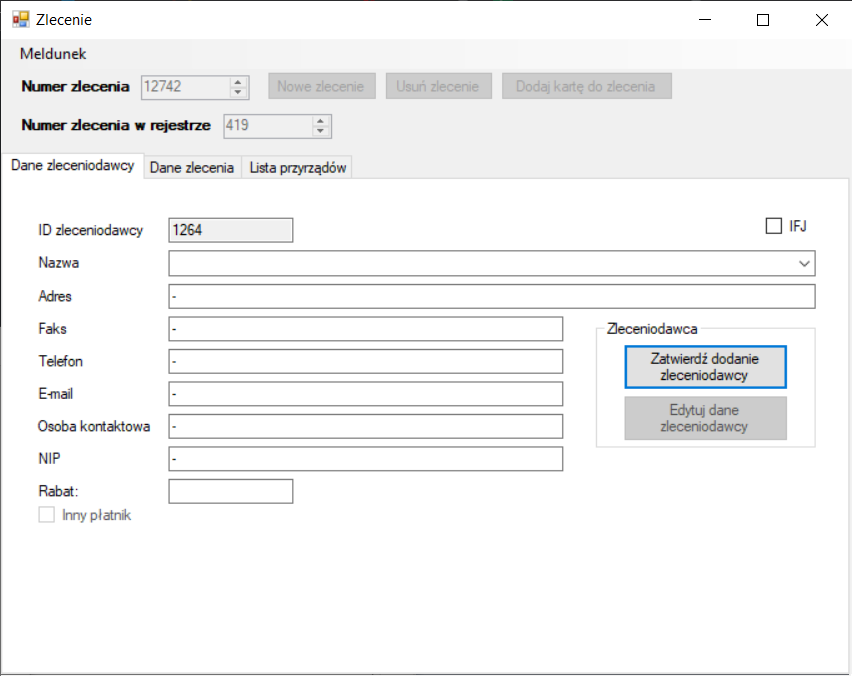 Zlecenie
Meldunek
Numer zlecenia 12742 Nowe zlecenie Usuń zlecenie Dodaj kartę do zlecenia
Numer zlecenia w rejestrze 419
Dane zleceniodawcy Dane zlecenia Lista przyrządów
ID zleceniodawcy 1264 IFJ
Nazwa
Adres -
Faks -
Zleceniodawca
Telefon -
Zatwierdź dodanie
zleceniodawcy
E-mail -
Edytuj dane
zleceniodawcy
Osoba kontaktowa -
NIP -
Rabat:
Inny płatnik